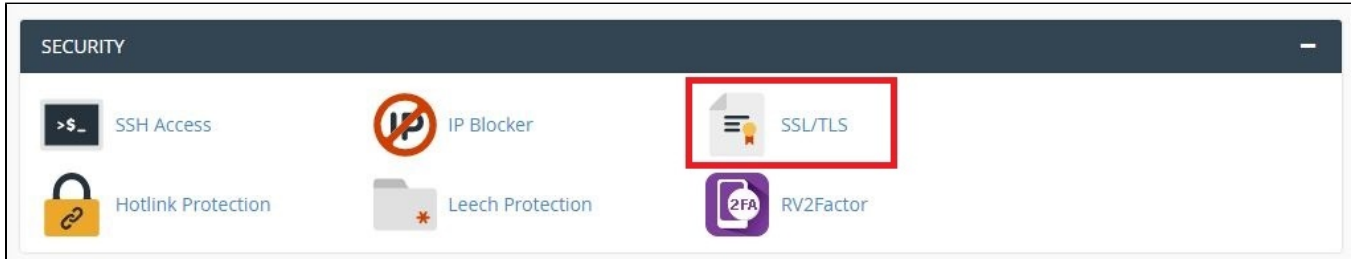 SECURITY
>$_ SSH Access
IP IP Blocker
SSL/TLS
Hotlink Protection
Leech Protection
2FA RV2Factor